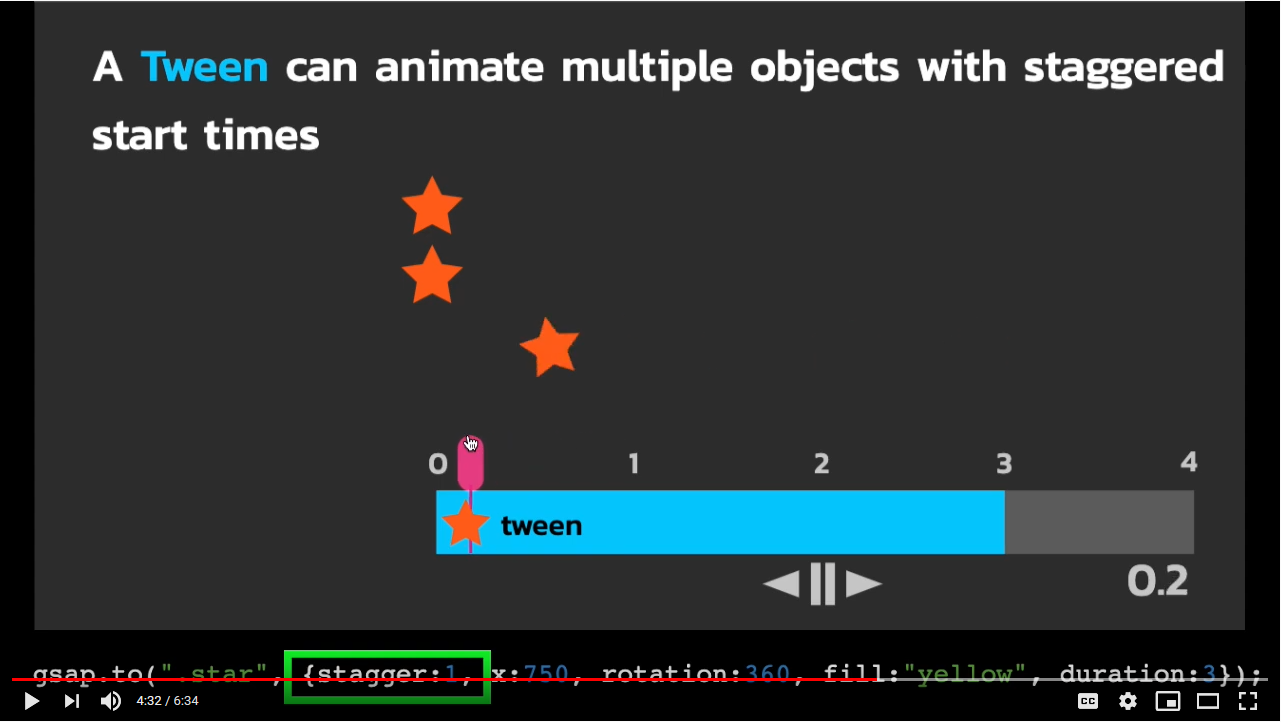 A Tween can animate multiple objects with staggered
start times
0 1 2 3 4
tween
0.2
gsap.to(".star", {stagger:1, x:750, rotation:360, fill:"yellow", duration:3});
4:32 / 6:34
CC